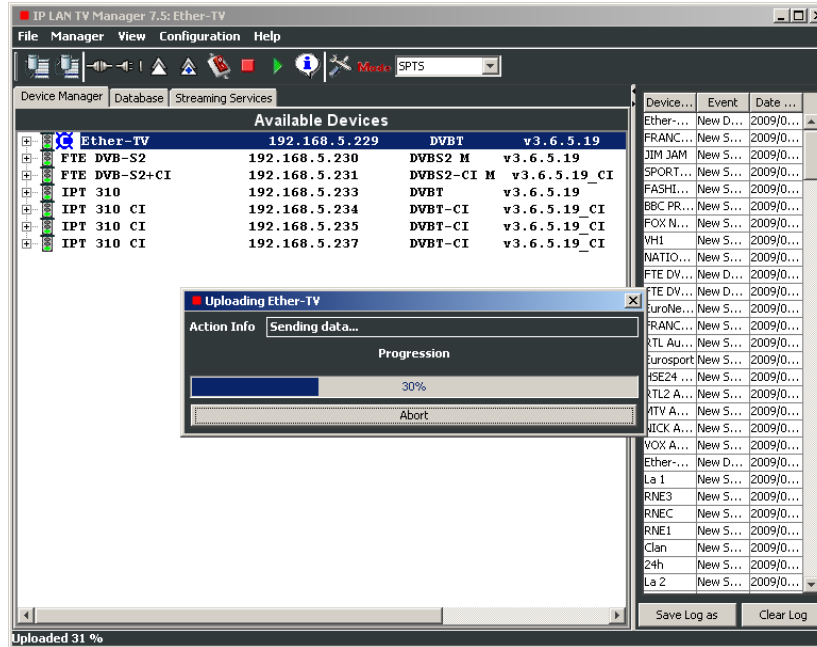 IP LAN TV Manager 7.5: Ether-TV
File Manager View Configuration Help
Mode SPTS
Device Manager Database Streaming Services
Available Devices
Ether-TV 192.168.5.229 DVBT v3.6.5.19
FTE DVB-S2 192.168.5.230 DVBS2 M v3.6.5.19
FTE DVB-S2+CI 192.168.5.231 DVBS2-CI M v3.6.5.19_CI
IPT 310 192.168.5.233 DVBT v3.6.5.19
IPT 310 CI 192.168.5.234 DVBT-CI v3.6.5.19_CI
IPT 310 CI 192.168.5.235 DVBT-CI v3.6.5.19_CI
IPT 310 CI 192.168.5.237 DVBT-CI v3.6.5.19_CI
Uploading Ether-TV
Action Info Sending data...
Progression
30%
Abort
Device... Event Date ...
Ether-... New D... 2009/0...
FRANC... New S... 2009/0...
JIM JAM New S... 2009/0...
SPORT... New S... 2009/0...
FASHI... New S... 2009/0...
BBC PR... New S... 2009/0...
FOX N... New S... 2009/0...
VH1 New S... 2009/0...
NATIO... New S... 2009/0...
FTE DV... New D... 2009/0...
FTE DV... New D... 2009/0...
EuroNe... New S... 2009/0...
FRANC... New S... 2009/0...
RTL Au... New S... 2009/0...
Eurosport New S... 2009/0...
HSE24 ... New S... 2009/0...
RTL2 A... New S... 2009/0...
MTV A... New S... 2009/0...
NICK A... New S... 2009/0...
VOX A... New S... 2009/0...
Ether-... New D... 2009/0...
La 1 New S... 2009/0...
RNE3 New S... 2009/0...
RNEC New S... 2009/0...
RNE1 New S... 2009/0...
Clan New S... 2009/0...
24h New S... 2009/0...
La 2 New S... 2009/0...
Save Log as Clear Log
Uploaded 31 %